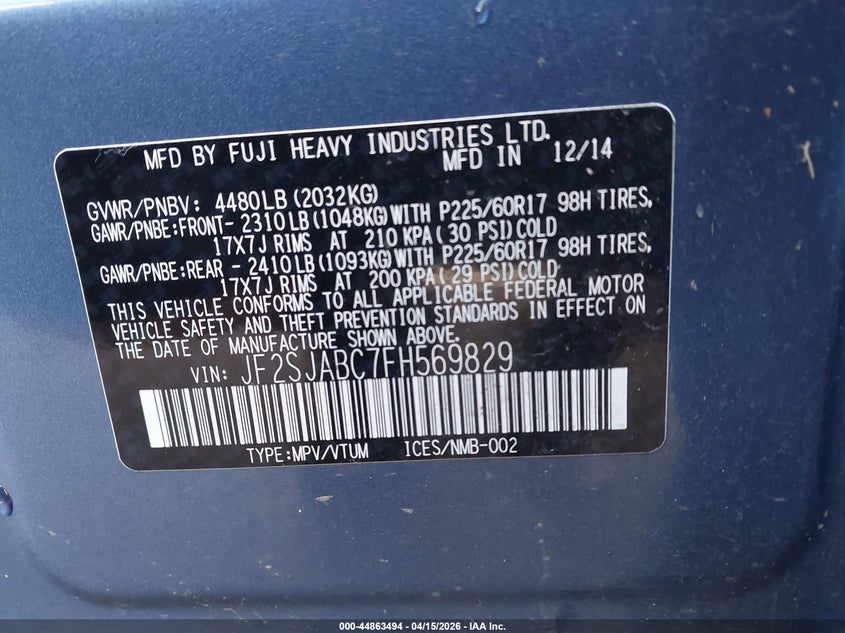 MFD BY FUJI HEAVY INDUSTRIES LTD.
MFD IN 12/14
GVWR/PNBV: 4480LB (2032KG)
GAWR/PNBE:FRONT- 2310LB (1048KG) WITH P225/60R17 98H TIRES,
17X7J RIMS AT 210 KPA (30 PSI) COLD
GAWR/PNBE:REAR - 2410LB (1093KG) WITH P225/60R17 98H TIRES,
17X7J RIMS AT 200 KPA (29 PSI) COLD
THIS VEHICLE CONFORMS TO ALL APPLICABLE FEDERAL MOTOR
VEHICLE SAFETY AND THEFT PREVENTION STANDARDS IN EFFECT ON
THE DATE OF MANUFACTURE SHOWN ABOVE.
VIN: JF2SJABC7FH569829
TYPE:MPV/VTUM ICES/NMB-002
000-44863494 - 04/15/2026 - IAA Inc.